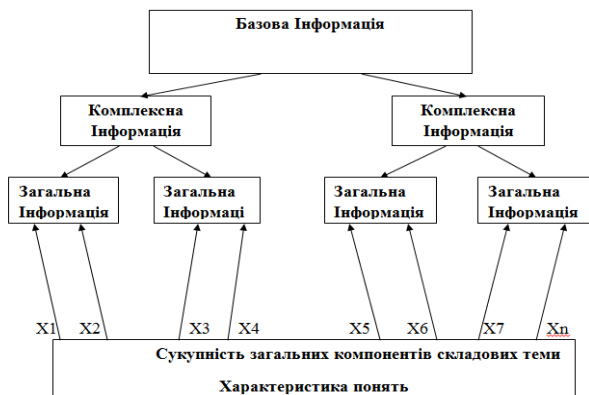 Базова Інформація
Комплексна
Інформація
Комплексна
Інформація
Загальна
Інформація
Загальна
Інформаці
Загальна
Інформація
Загальна
Інформація
X1 X2 X3 X4 X5 X6 X7 Xn
Сукупність загальних компонентів складових теми
Характеристика понять